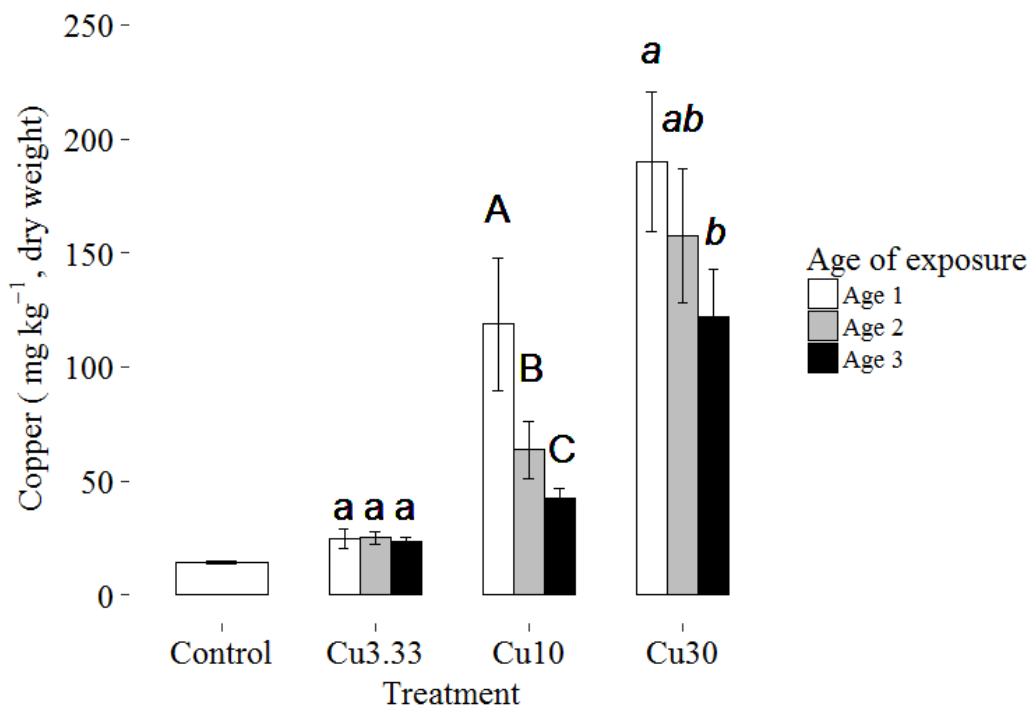 250
200
150
100
50
0
Copper ( mg kg⁻¹ , dry weight)
a
ab
b
A
B
C
a a a
Control Cu3.33 Cu10 Cu30
Treatment
Age of exposure
Age 1
Age 2
Age 3